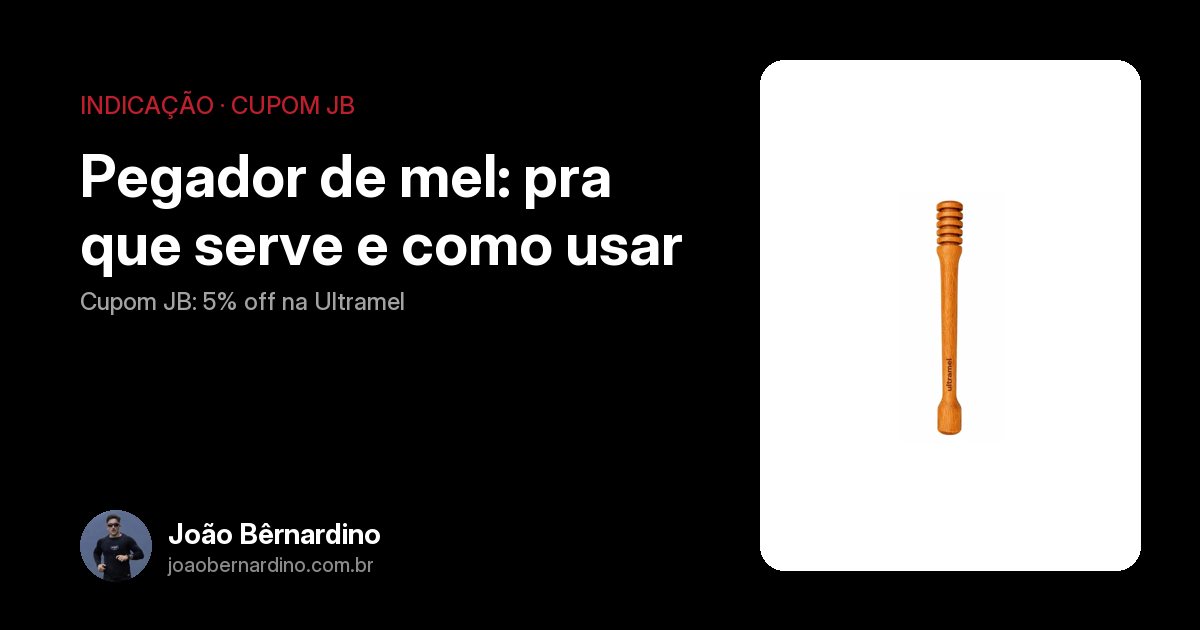 INDICAÇÃO · CUPOM JB
Pegador de mel: pra
que serve e como usar
Cupom JB: 5% off na Ultramel
ultramel
João Bêrnardino
joaobernardino.com.br